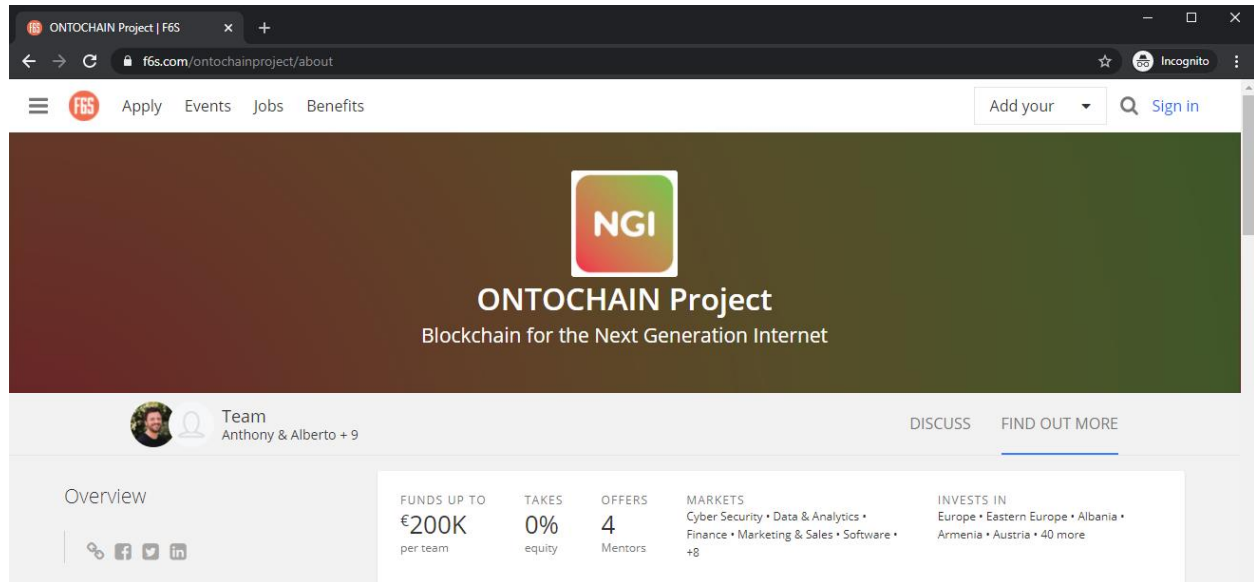 F6S ONTOCHAIN Project | F6S
f6s.com/ontochainproject/about
Incognito
F6S Apply Events Jobs Benefits Add your Sign in
NGI
ONTOCHAIN Project
Blockchain for the Next Generation Internet
Team
Anthony & Alberto + 9
DISCUSS FIND OUT MORE
Overview
FUNDS UP TO
€200K
per team
TAKES
0%
equity
OFFERS
4
Mentors
MARKETS
Cyber Security • Data & Analytics •
Finance • Marketing & Sales • Software •
+8
INVESTS IN
Europe • Eastern Europe • Albania •
Armenia • Austria • 40 more